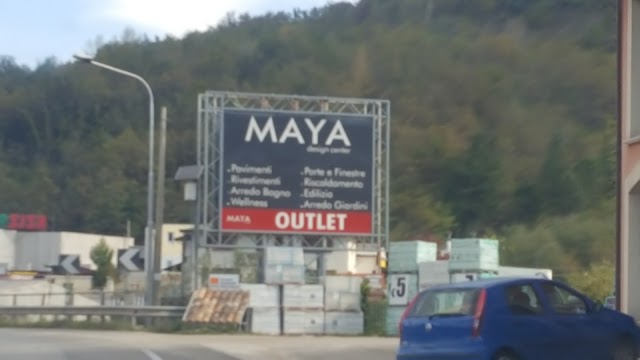 MAYA
design center
Pavimenti
Rivestimenti
Arredo Bagno
Wellness
Porte e Finestre
Riscaldamento
Edilizia
Arredo Giardini
MAYA OUTLET
5